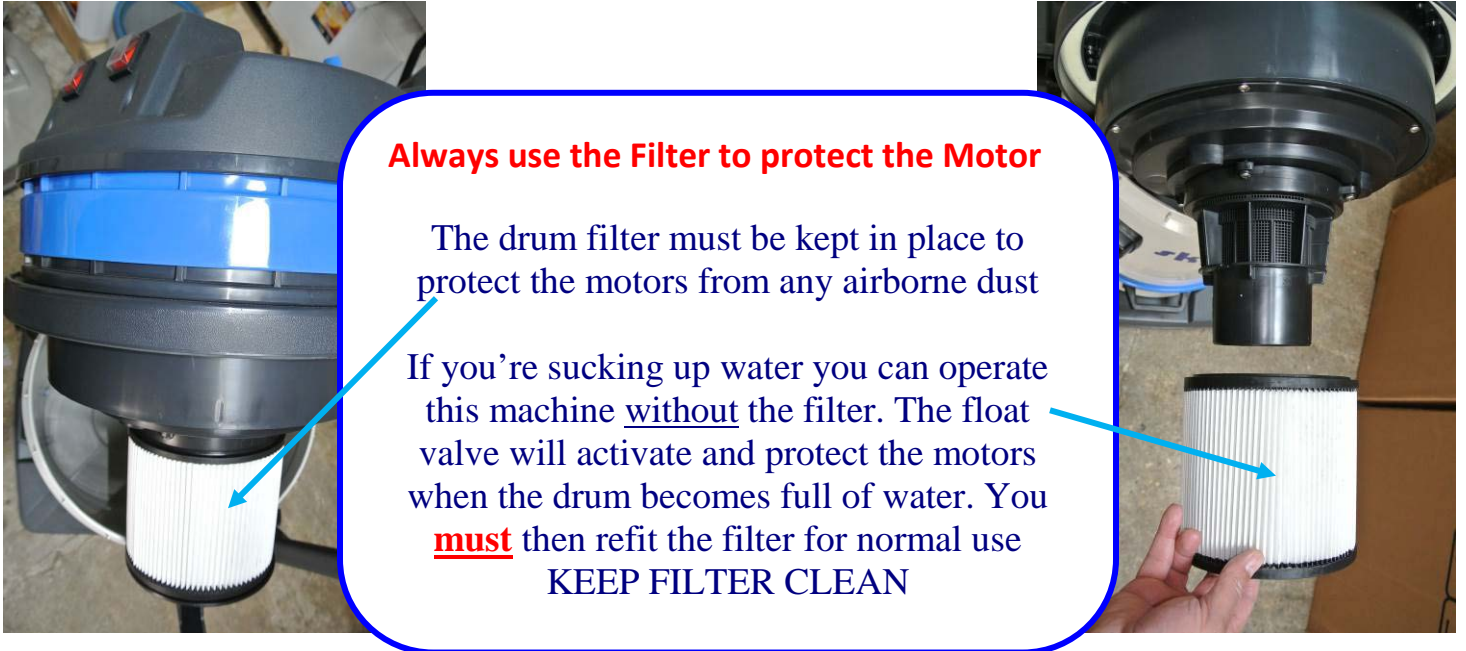 Always use the Filter to protect the Motor
The drum filter must be kept in place to
protect the motors from any airborne dust
If you’re sucking up water you can operate
this machine without the filter. The float
valve will activate and protect the motors
when the drum becomes full of water. You
must then refit the filter for normal use
KEEP FILTER CLEAN